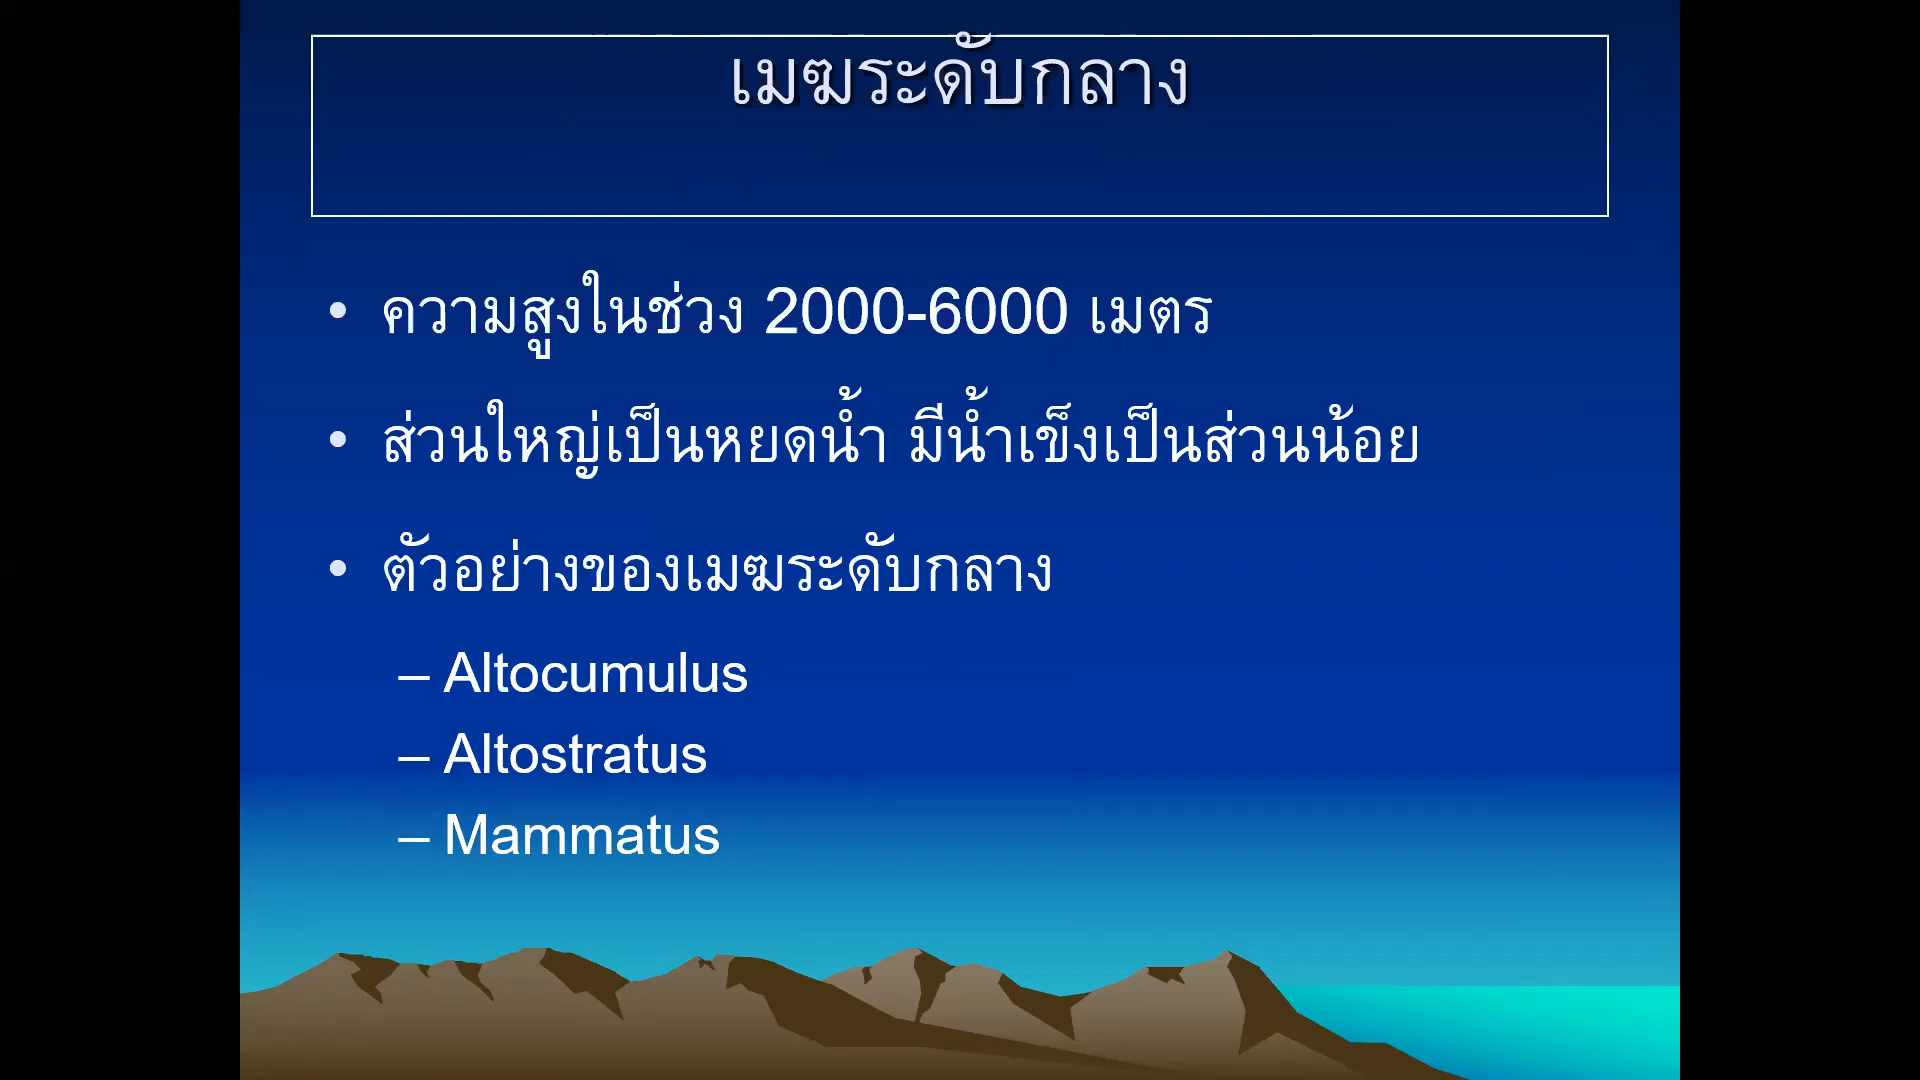 เมฆระดับกลาง
• ความสูงในช่วง 2000-6000 เมตร
• ส่วนใหญ่เป็นหยดน้ำ มีน้ำเข็งเป็นส่วนน้อย
• ตัวอย่างของเมฆระดับกลาง
– Altocumulus
– Altostratus
– Mammatus